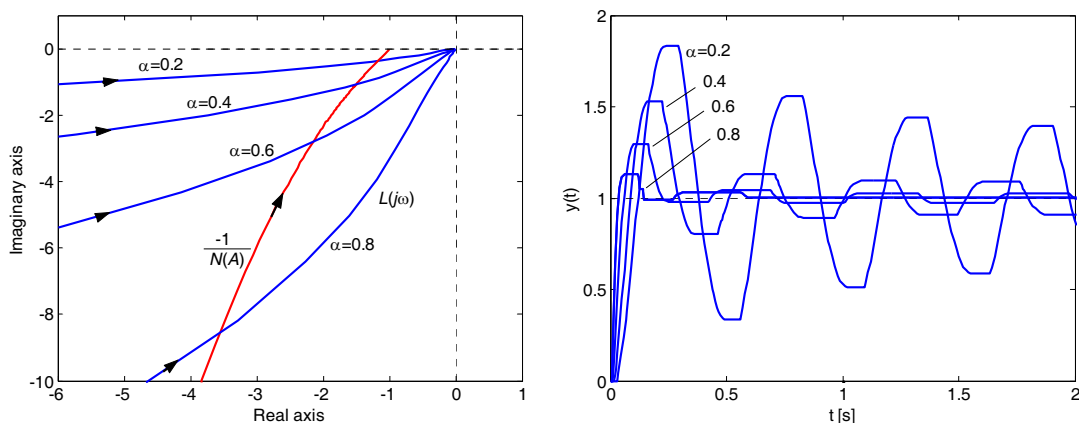 0
-2
-4
-6
-8
-10
-6
-5
-4
-3
-2
-1
0
1
Imaginary axis
Real axis
α=0.2
α=0.4
α=0.6
α=0.8
L(jω)
-1
N(A)
2
1.5
1
0.5
0
0
0.5
1
1.5
2
y(t)
t [s]
α=0.2
0.4
0.6
0.8